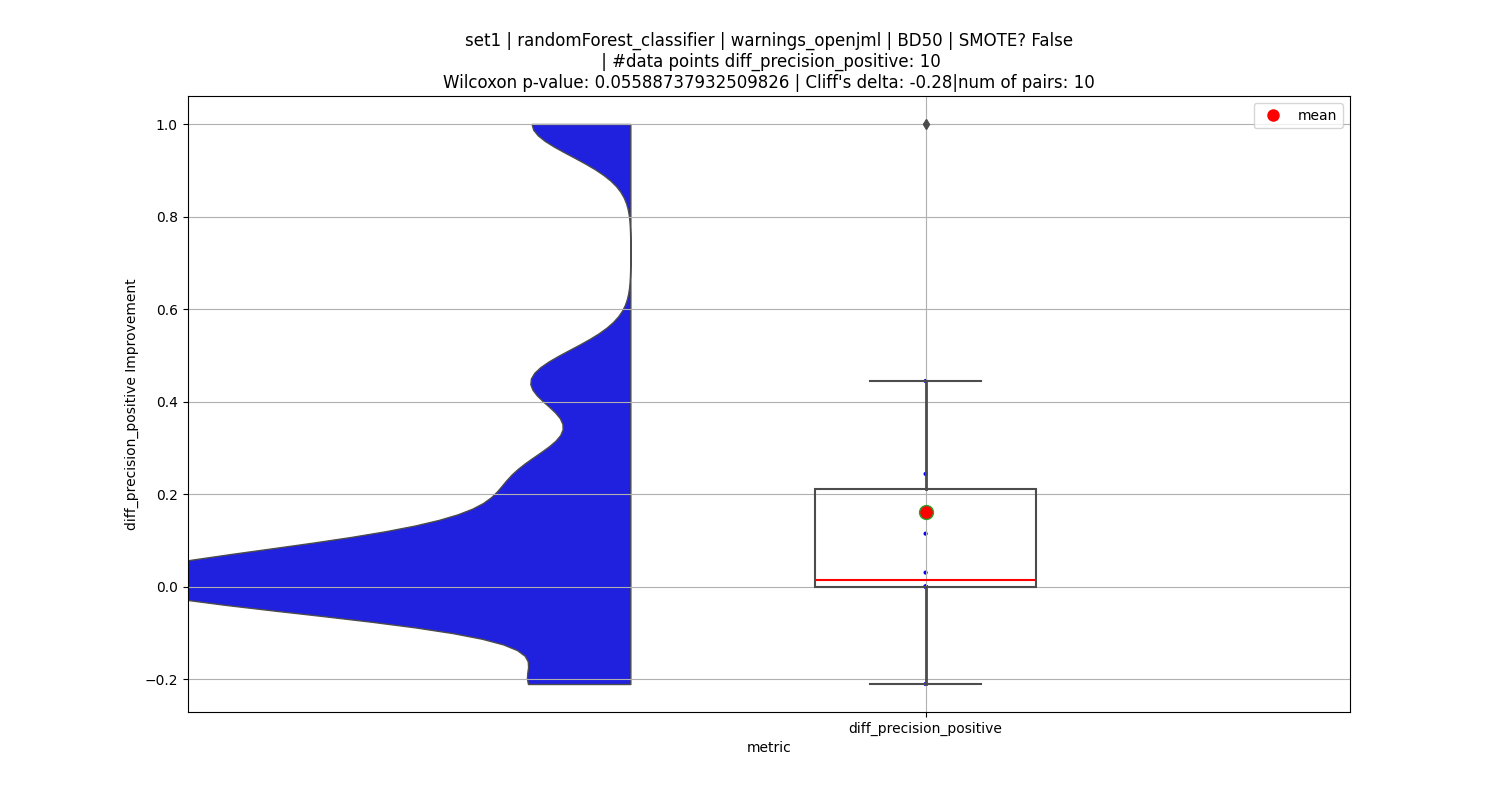 set1 | randomForest_classifier | warnings_openjml | BD50 | SMOTE? False
| #data points diff_precision_positive: 10
Wilcoxon p-value: 0.05588737932509826 | Cliff's delta: -0.28|num of pairs: 10
mean
1.0
0.8
0.6
0.4
0.2
0.0
−0.2
diff_precision_positive Improvement
diff_precision_positive
metric